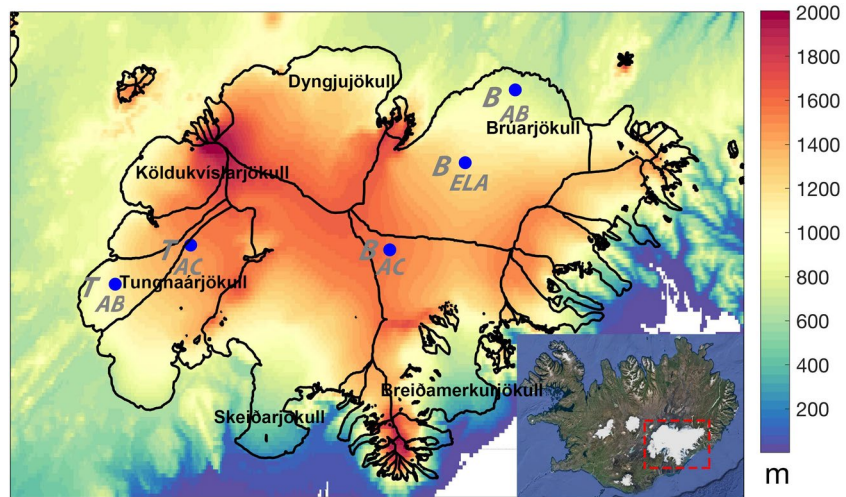 2000
Dyngjujökull
1800
B AB
Brúarjökull
1600
B ELA
1400
Köldukvíslarjökull
1200
T AC
B AC
1000
T AB
Tungnaárjökull
800
600
Breiðamerkurjökull
400
Skeiðarjökull
200
m